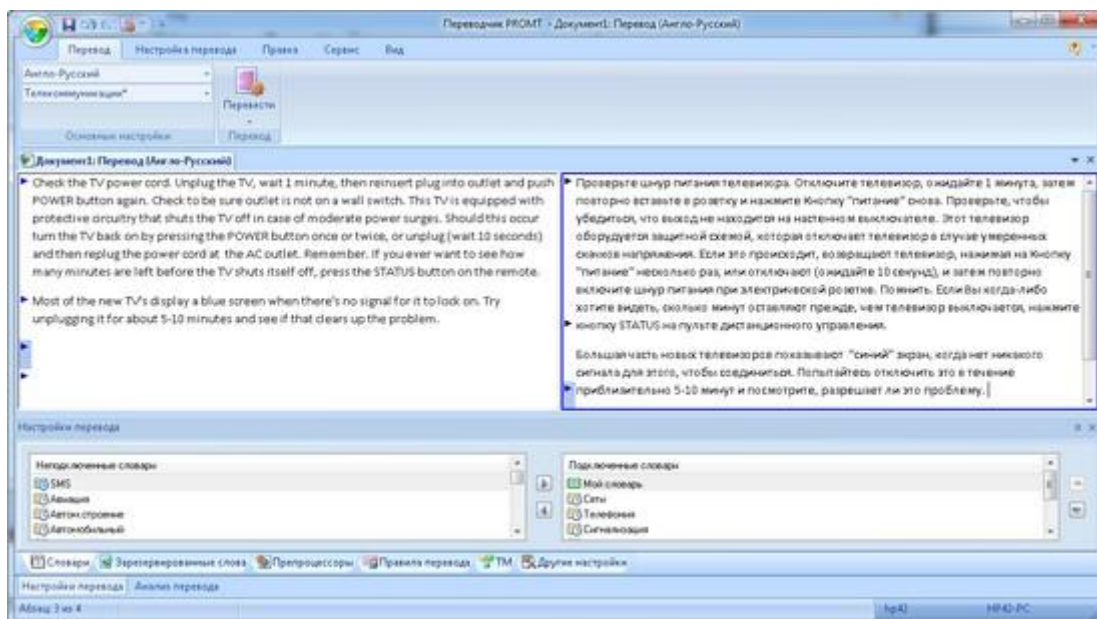 Переводчик PROMT - Документ1: Перевод (Англо-Русский)
Перевод Настройка перевода Правка Сервис Вид
Англо-Русский
Телекоммуникации*
Перевести
Основные настройки Перевод
Документ1: Перевод (Англо-Русский)
Check the TV power cord. Unplug the TV, wait 1 minute, then reinsert plug into outlet and push
POWER button again. Check to be sure outlet is not on a wall switch. This TV is equipped with
protective circuitry that shuts the TV off in case of moderate power surges. Should this occur
turn the TV back on by pressing the POWER button once or twice, or unplug (wait 10 seconds)
and then replug the power cord at the AC outlet. Remember. If you ever want to see how
many minutes are left before the TV shuts itself off, press the STATUS button on the remote.
Most of the new TV's display a blue screen when there's no signal for it to lock on. Try
unplugging it for about 5-10 minutes and see if that clears up the problem.
Проверьте шнур питания телевизора. Отключите телевизор, ожидайте 1 минута, затем
повторно вставьте в розетку и нажмите Кнопку "питание" снова. Проверьте, чтобы
убедиться, что выход не находится на настенном выключателе. Этот телевизор
оборудуется защитной схемой, которая отключает телевизор в случае умеренных
скачков напряжения. Если это происходит, возвращают телевизор, нажимая на Кнопку
"питание" несколько раз, или отключают (ожидайте 10 секунд), и затем повторно
включите шнур питания при электрической розетке. Помнить. Если Вы когда-либо
хотите видеть, сколько минут оставляют прежде, чем телевизор выключается, нажмите
кнопку STATUS на пульте дистанционного управления.
Большая часть новых телевизоров показывают "синий" экран, когда нет никакого
сигнала для этого, чтобы соединиться. Попытайтесь отключить это в течение
приблизительно 5-10 минут и посмотрите, разрешает ли это проблему.
Настройки перевода
Неподключенные словари
SMS
Авиация
Автом.строение
Автомобильный
Подключенные словари
Мой словарь
Сети
Телефония
Сигнализация
Словари Зарезервированные слова Препроцессоры Правила перевода ТМ Другие настройки
Настройки перевода Анализ перевода
Абзац 3 из 4 hp42 HP42-PC